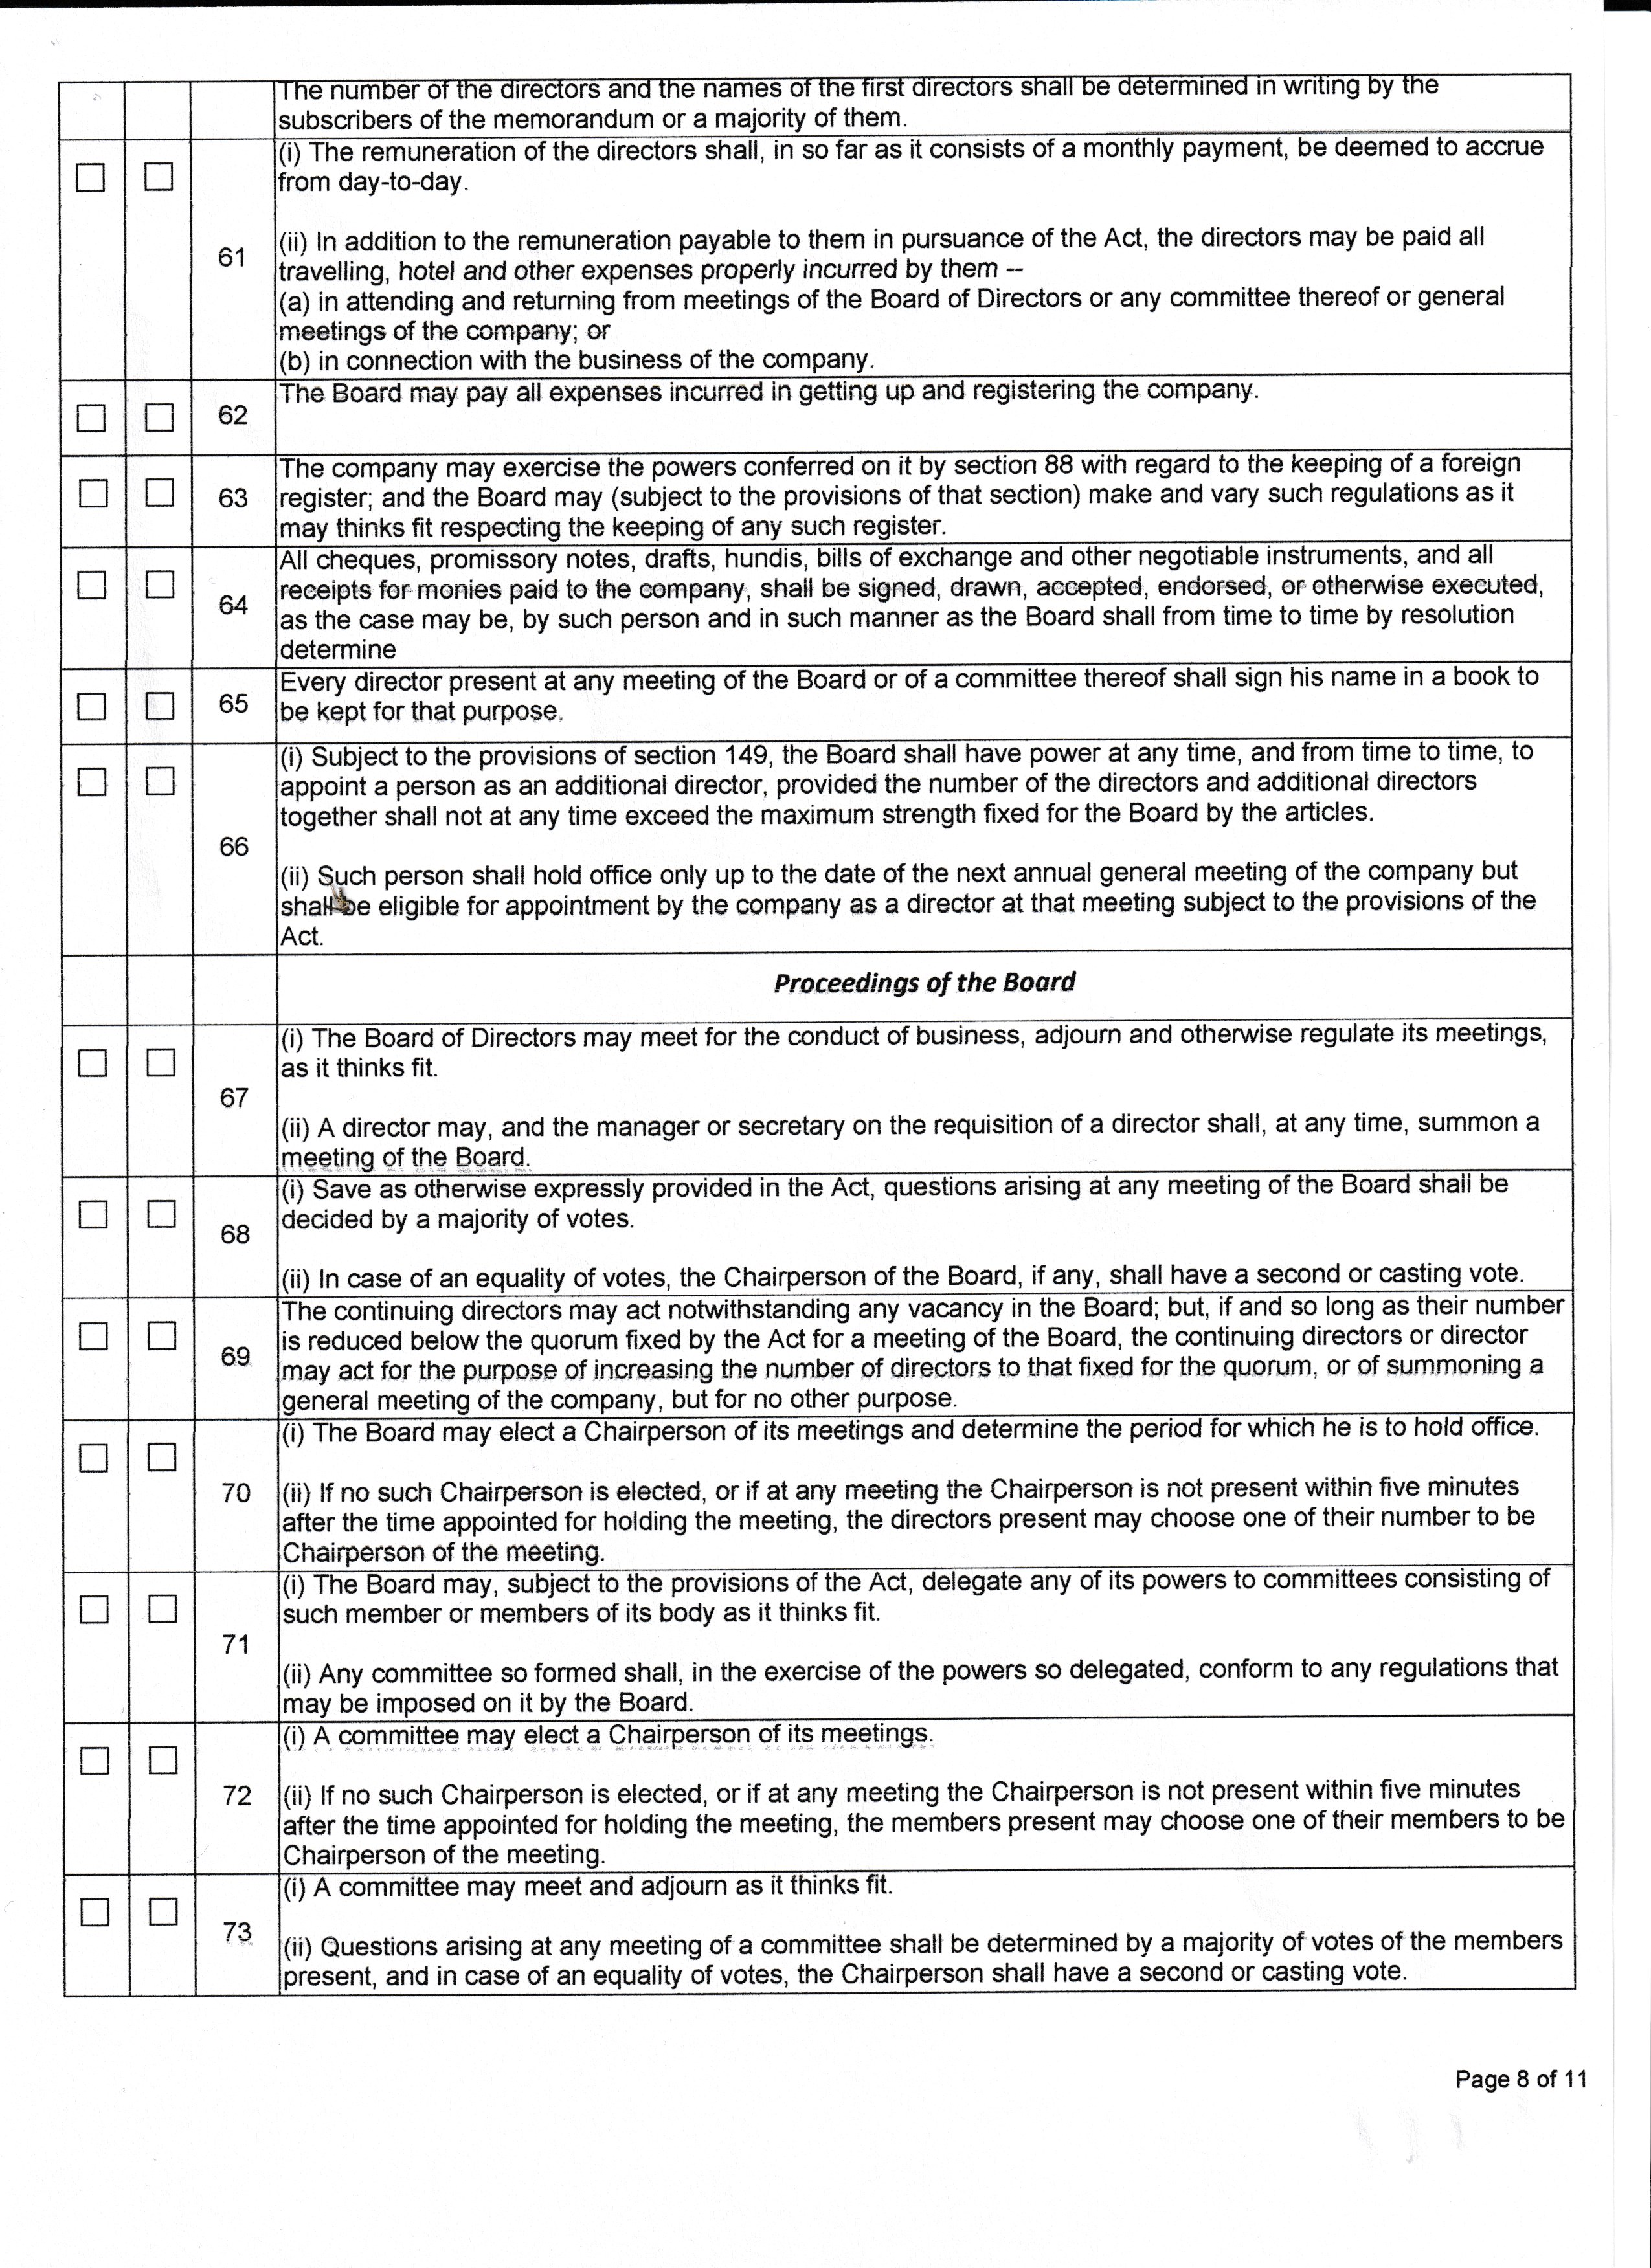 The number of the directors and the names of the first directors shall be determined in writing by the
subscribers of the memorandum or a majority of them.
(i) The remuneration of the directors shall, in so far as it consists of a monthly payment, be deemed to accrue
from day-to-day.
61
(ii) In addition to the remuneration payable to them in pursuance of the Act, the directors may be paid all
travelling, hotel and other expenses properly incurred by them --
(a) in attending and returning from meetings of the Board of Directors or any committee thereof or general
meetings of the company; or
(b) in connection with the business of the company.
62
The Board may pay all expenses incurred in getting up and registering the company.
63
The company may exercise the powers conferred on it by section 88 with regard to the keeping of a foreign
register; and the Board may (subject to the provisions of that section) make and vary such regulations as it
may thinks fit respecting the keeping of any such register.
64
All cheques, promissory notes, drafts, hundis, bills of exchange and other negotiable instruments, and all
receipts for monies paid to the company, shall be signed, drawn, accepted, endorsed, or otherwise executed,
as the case may be, by such person and in such manner as the Board shall from time to time by resolution
determine
65
Every director present at any meeting of the Board or of a committee thereof shall sign his name in a book to
be kept for that purpose.
66
(i) Subject to the provisions of section 149, the Board shall have power at any time, and from time to time, to
appoint a person as an additional director, provided the number of the directors and additional directors
together shall not at any time exceed the maximum strength fixed for the Board by the articles.
(ii) Such person shall hold office only up to the date of the next annual general meeting of the company but
shall be eligible for appointment by the company as a director at that meeting subject to the provisions of the
Act.
Proceedings of the Board
67
(i) The Board of Directors may meet for the conduct of business, adjourn and otherwise regulate its meetings,
as it thinks fit.
(ii) A director may, and the manager or secretary on the requisition of a director shall, at any time, summon a
meeting of the Board.
68
(i) Save as otherwise expressly provided in the Act, questions arising at any meeting of the Board shall be
decided by a majority of votes.
(ii) In case of an equality of votes, the Chairperson of the Board, if any, shall have a second or casting vote.
69
The continuing directors may act notwithstanding any vacancy in the Board; but, if and so long as their number
is reduced below the quorum fixed by the Act for a meeting of the Board, the continuing directors or director
may act for the purpose of increasing the number of directors to that fixed for the quorum, or of summoning a
general meeting of the company, but for no other purpose.
70
(i) The Board may elect a Chairperson of its meetings and determine the period for which he is to hold office.
(ii) If no such Chairperson is elected, or if at any meeting the Chairperson is not present within five minutes
after the time appointed for holding the meeting, the directors present may choose one of their number to be
Chairperson of the meeting.
71
(i) The Board may, subject to the provisions of the Act, delegate any of its powers to committees consisting of
such member or members of its body as it thinks fit.
(ii) Any committee so formed shall, in the exercise of the powers so delegated, conform to any regulations that
may be imposed on it by the Board.
72
(i) A committee may elect a Chairperson of its meetings.
(ii) If no such Chairperson is elected, or if at any meeting the Chairperson is not present within five minutes
after the time appointed for holding the meeting, the members present may choose one of their members to be
Chairperson of the meeting.
73
(i) A committee may meet and adjourn as it thinks fit.
(ii) Questions arising at any meeting of a committee shall be determined by a majority of votes of the members
present, and in case of an equality of votes, the Chairperson shall have a second or casting vote.
Page 8 of 11